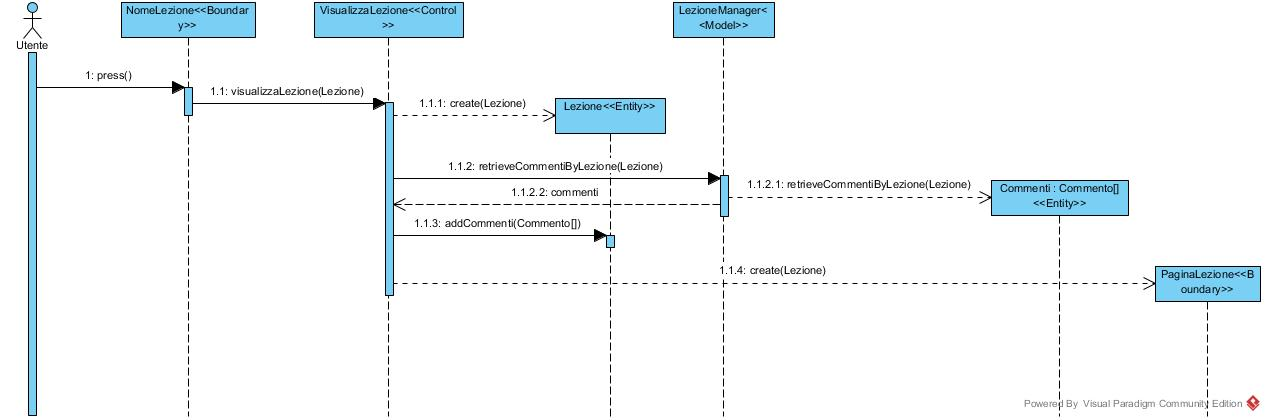 NomeLezione<<Boundar
y>>
VisualizzaLezione<<Control
>>
LezioneManager<
<Model>>
Utente
1: press()
1.1: visualizzaLezione(Lezione)
1.1.1: create(Lezione)
Lezione<<Entity>>
1.1.2: retrieveCommentiByLezione(Lezione)
1.1.2.1: retrieveCommentiByLezione(Lezione)
Commenti : Commento[]
<<Entity>>
1.1.2.2: commenti
1.1.3: addCommenti(Commento[])
1.1.4: create(Lezione)
PaginaLezione<<B
oundary>>
Powered By Visual Paradigm Community Edition